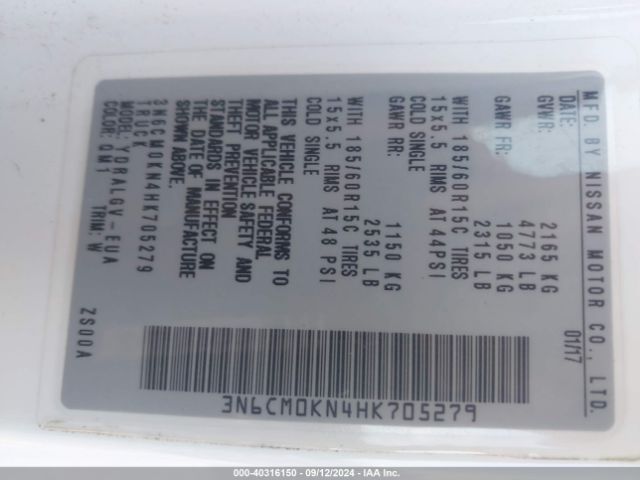 MFD. BY NISSAN MOTOR CO., LTD.
DATE: 01/17
GVWR: 2165 KG
4773 LB
GAWR FR: 1050 KG
2315 LB
WITH 185/60R15C TIRES
15x5.5 RIMS AT 44PSI
COLD SINGLE
GAWR RR: 1150 KG
2535 LB
WITH 185/60R15C TIRES
15x5.5 RIMS AT 48 PSI
COLD SINGLE
THIS VEHICLE CONFORMS TO
ALL APPLICABLE FEDERAL
MOTOR VEHICLE SAFETY AND
THEFT PREVENTION
STANDARDS IN EFFECT ON
THE DATE OF MANUFACTURE
SHOWN ABOVE.
3N6CM0KN4HK705279
TRUCK
MODEL: YORALGV-EUA
COLOR: QM1 TRIM: W
ZS00A
3N6CM0KN4HK705279
000-40316150 - 09/12/2024 - IAA Inc.